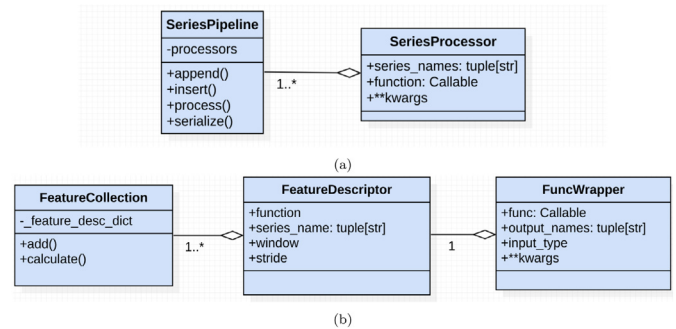 SeriesPipeline
-processors
+append()
+insert()
+process()
+serialize()
1..*
SeriesProcessor
+series_names: tuple[str]
+function: Callable
+**kwargs
(a)
FeatureCollection
-_feature_desc_dict
+add()
+calculate()
1..*
FeatureDescriptor
+function
+series_name: tuple[str]
+window
+stride
1
FuncWrapper
+func: Callable
+output_names: tuple[str]
+input_type
+**kwargs
(b)